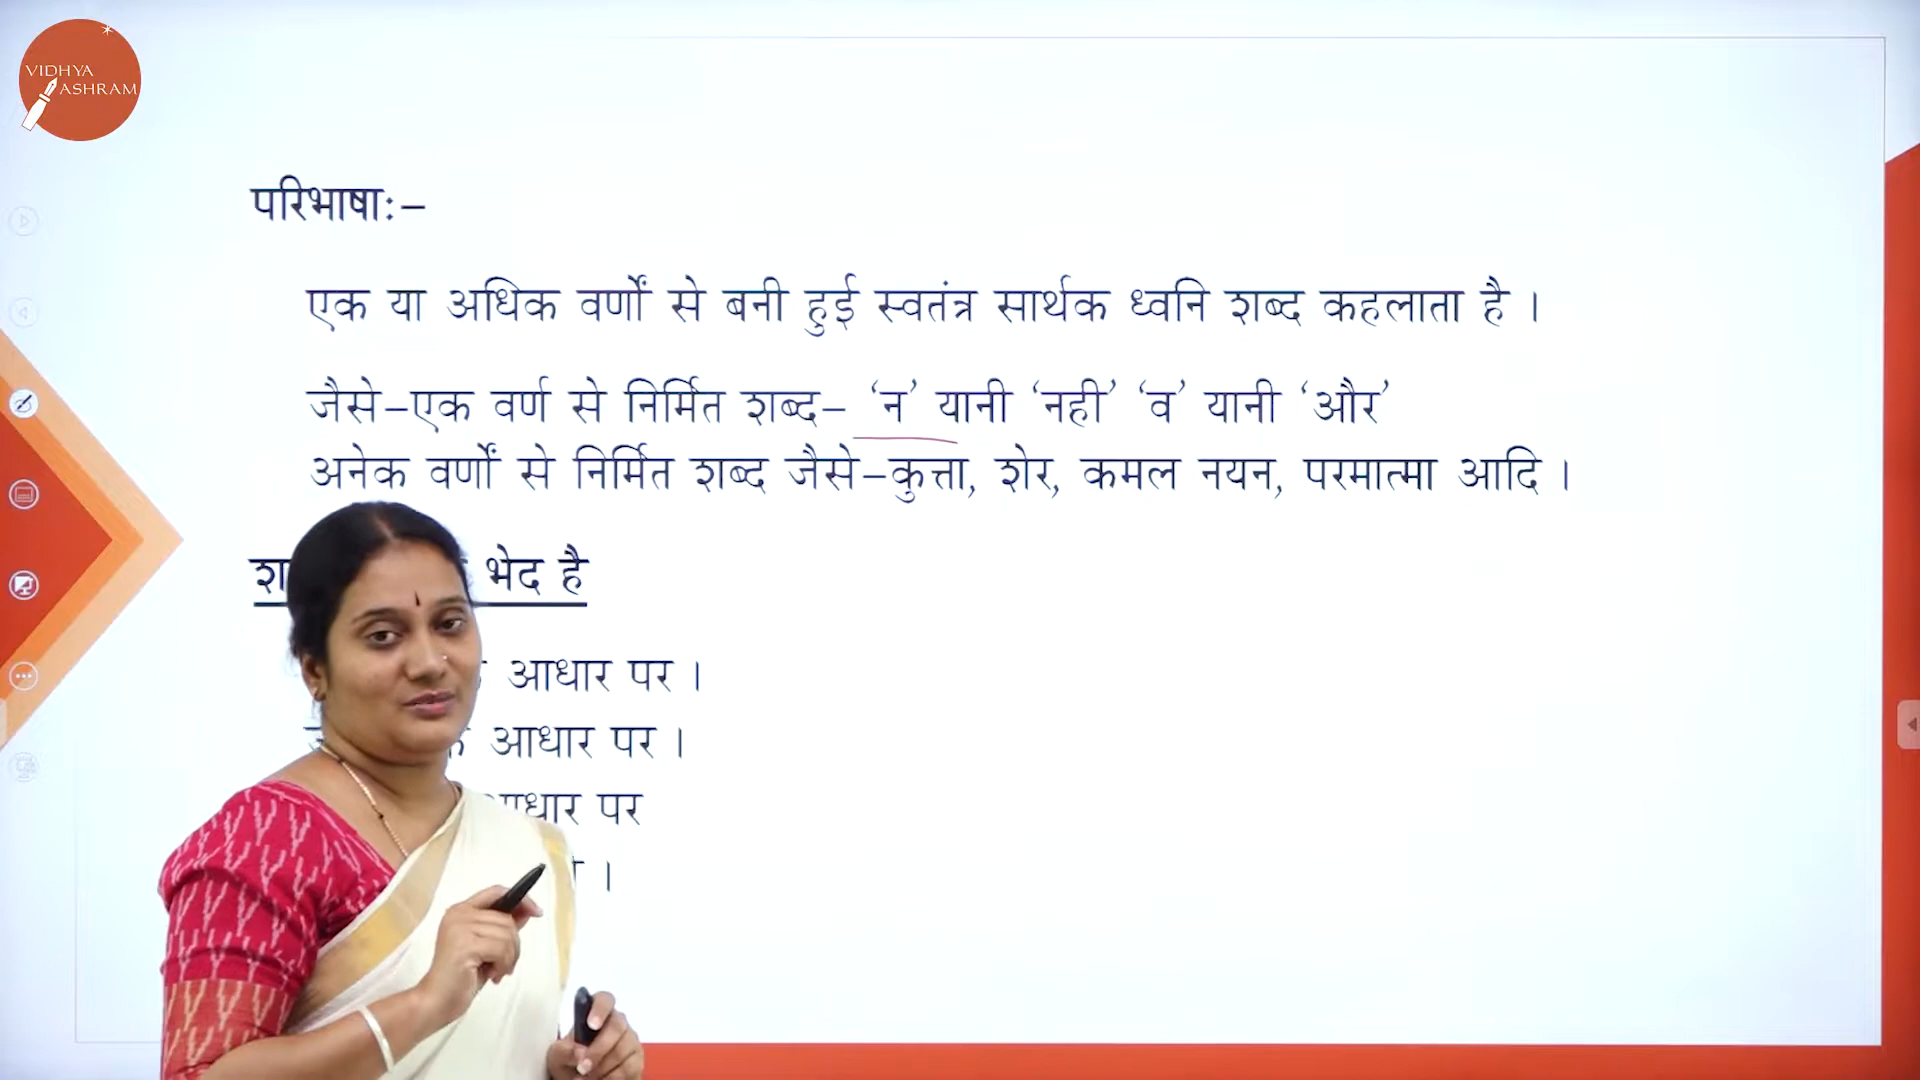 VIDHYA
ASHRAM
परिभाषाः–
एक या अधिक वर्णों से बनी हुई स्वतंत्र सार्थक ध्वनि शब्द कहलाता है ।
जैसे–एक वर्ण से निर्मित शब्द– ‘न’ यानी ‘नही’ ‘व’ यानी ‘और’
अनेक वर्णों से निर्मित शब्द जैसे–कुत्ता, शेर, कमल नयन, परमात्मा आदि ।
भेद है
आधार पर ।
आधार पर ।
पर